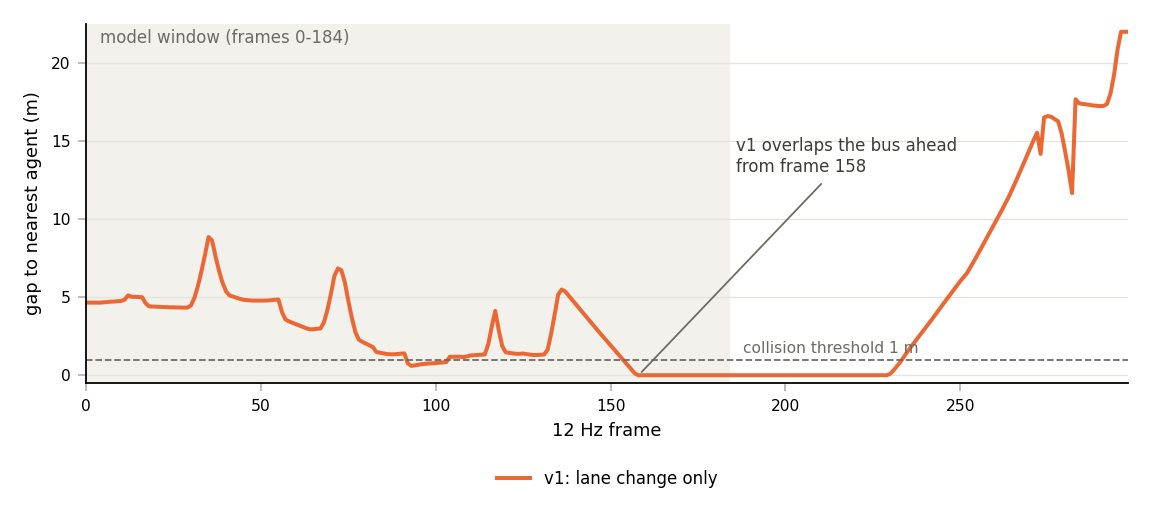 model window (frames 0-184)
20
15
10
5
0
gap to nearest agent (m)
v1 overlaps the bus ahead
from frame 158
collision threshold 1 m
0
50
100
150
200
250
12 Hz frame
v1: lane change only